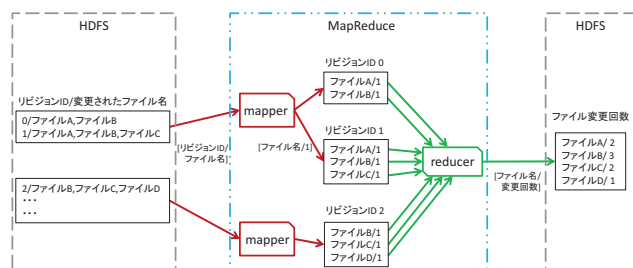 HDFS
MapReduce
HDFS
リビジョンID/変更されたファイル名
0/ファイルA,ファイルB
1/ファイルA,ファイルB,ファイルC
2/ファイルB,ファイルC,ファイルD
・・・
・・・
[リビジョンID/
ファイル名]
mapper
mapper
[ファイル名/1]
リビジョンID 0
ファイルA/1
ファイルB/1
リビジョンID 1
ファイルA/1
ファイルB/1
ファイルC/1
リビジョンID 2
ファイルB/1
ファイルC/1
ファイルD/1
reducer
[ファイル名/
変更回数]
ファイル変更回数
ファイルA/ 2
ファイルB/ 3
ファイルC/ 2
ファイルD/ 1